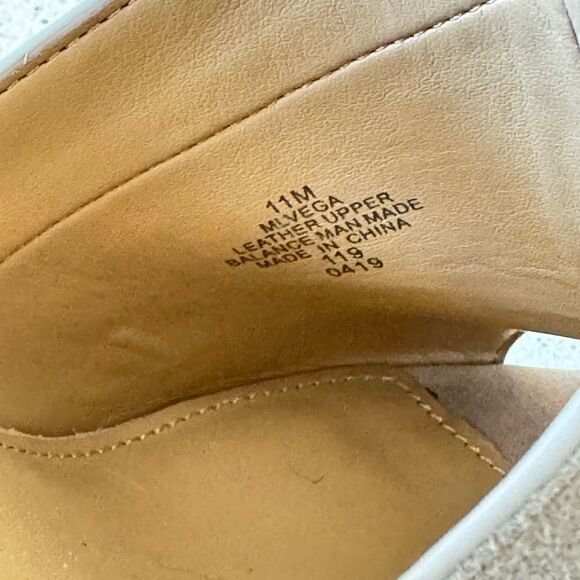 11M
MLVEGA
LEATHER UPPER
BALANCE MAN MADE
MADE IN CHINA
119
0419